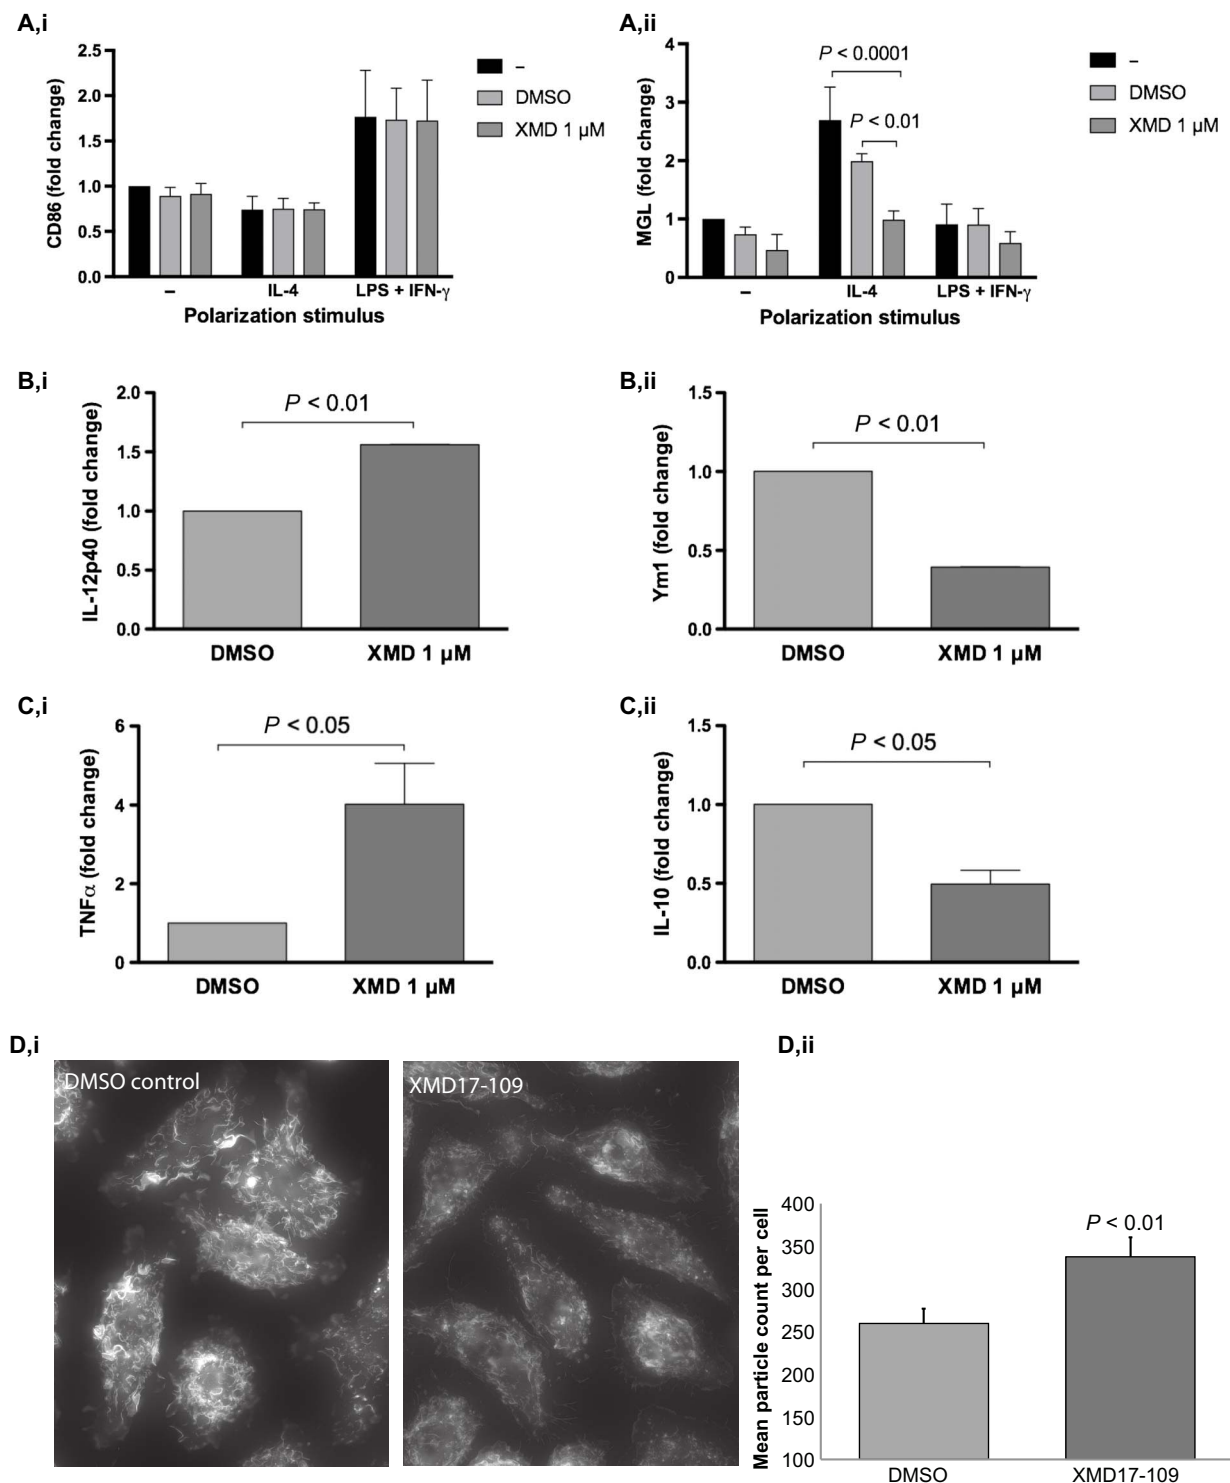 A,i
2.5
2.0
1.5
1.0
0.5
0.0
CD86 (fold change)
–
DMSO
XMD 1 µM
– IL-4 LPS + IFN-γ
Polarization stimulus
A,ii
4
3
2
1
0
MGL (fold change)
P < 0.0001
P < 0.01
–
DMSO
XMD 1 µM
– IL-4 LPS + IFN-γ
Polarization stimulus
B,i
2.0
1.5
1.0
0.5
0.0
IL-12p40 (fold change)
P < 0.01
DMSO XMD 1 µM
B,ii
1.5
1.0
0.5
0.0
Ym1 (fold change)
P < 0.01
DMSO XMD 1 µM
C,i
6
4
2
0
TNFα (fold change)
P < 0.05
DMSO XMD 1 µM
C,ii
1.5
1.0
0.5
0.0
IL-10 (fold change)
P < 0.05
DMSO XMD 1 µM
D,i
DMSO control
XMD17-109
D,ii
400
350
300
250
200
150
100
Mean particle count per cell
P < 0.01
DMSO XMD17-109